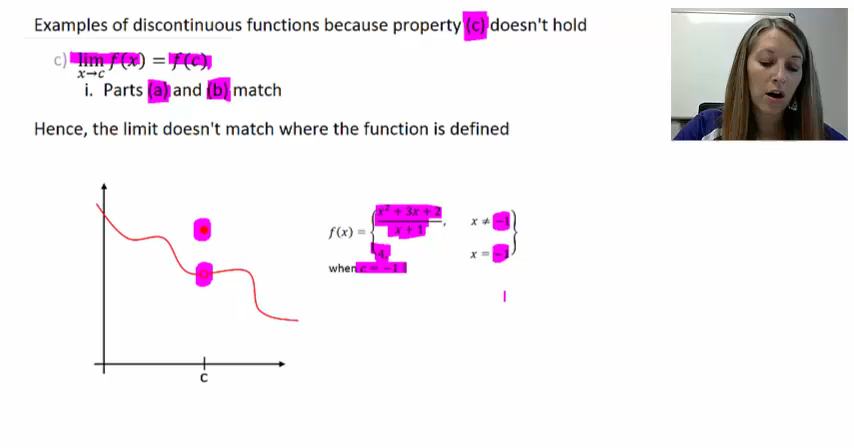 Examples of discontinuous functions because property (c) doesn't hold
c) lim f(x) = f(c)
x→c
i. Parts (a) and (b) match
Hence, the limit doesn't match where the function is defined
x² + 3x + 2
f(x) = { x + 1 , x ≠ −1 }
4, x = −1
when c = −1
c